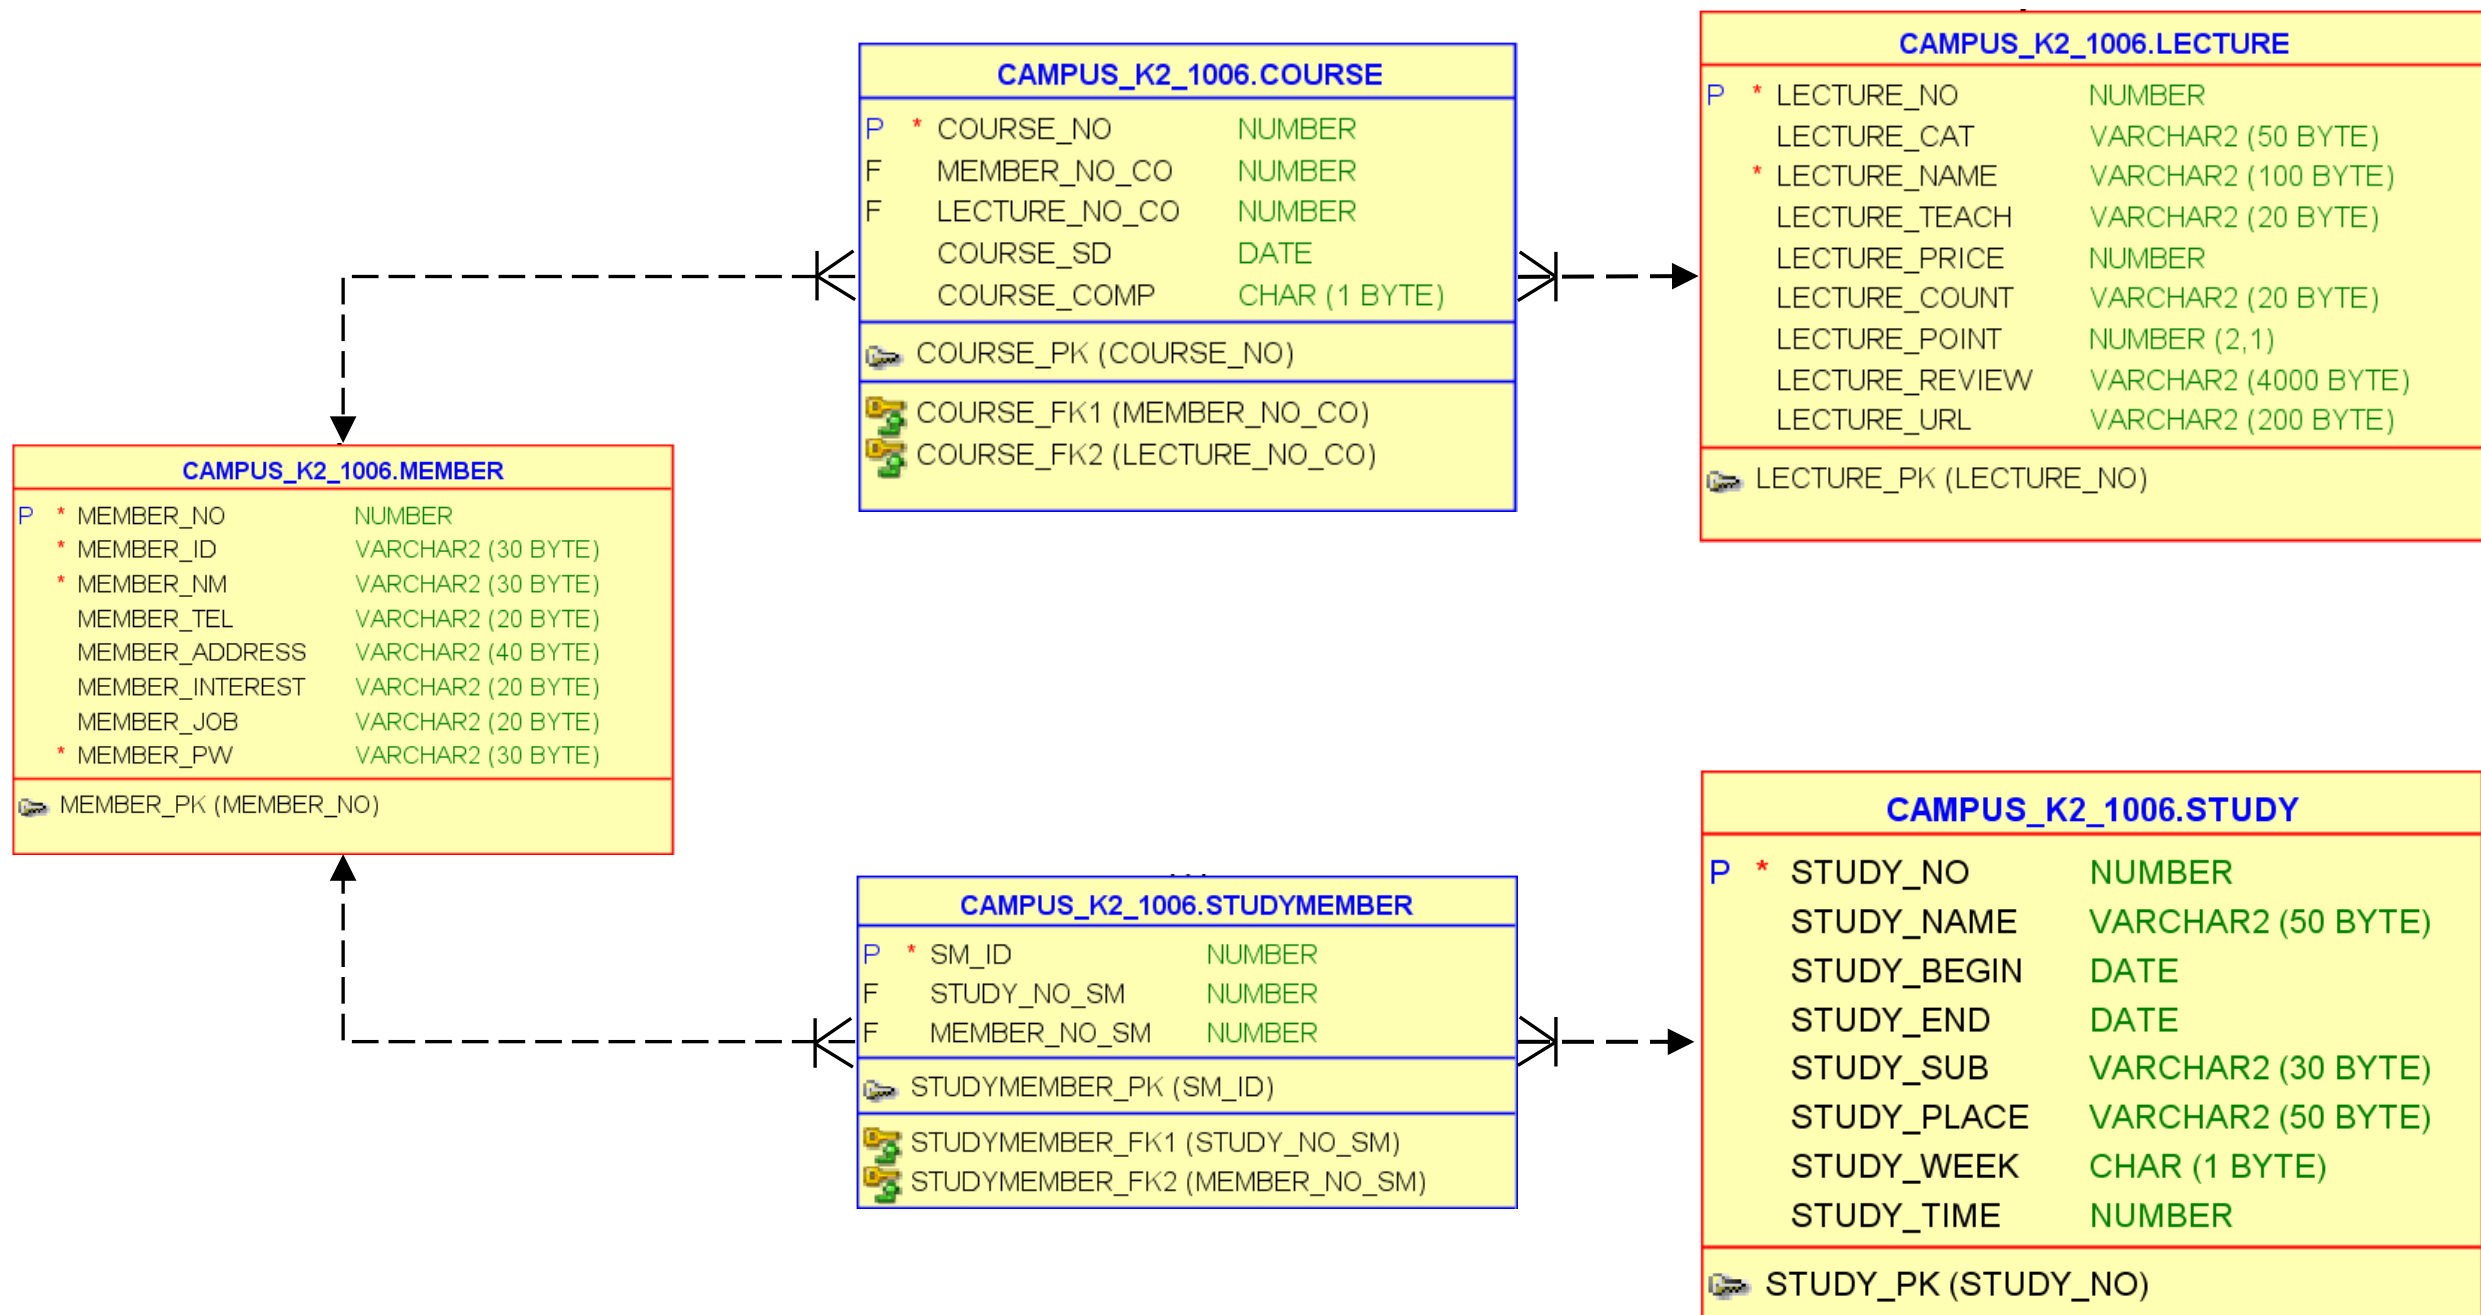 CAMPUS_K2_1006.COURSE
P * COURSE_NO NUMBER
F MEMBER_NO_CO NUMBER
F LECTURE_NO_CO NUMBER
COURSE_SD DATE
COURSE_COMP CHAR (1 BYTE)
COURSE_PK (COURSE_NO)
COURSE_FK1 (MEMBER_NO_CO)
COURSE_FK2 (LECTURE_NO_CO)
CAMPUS_K2_1006.LECTURE
P * LECTURE_NO NUMBER
LECTURE_CAT VARCHAR2 (50 BYTE)
* LECTURE_NAME VARCHAR2 (100 BYTE)
LECTURE_TEACH VARCHAR2 (20 BYTE)
LECTURE_PRICE NUMBER
LECTURE_COUNT VARCHAR2 (20 BYTE)
LECTURE_POINT NUMBER (2,1)
LECTURE_REVIEW VARCHAR2 (4000 BYTE)
LECTURE_URL VARCHAR2 (200 BYTE)
LECTURE_PK (LECTURE_NO)
CAMPUS_K2_1006.MEMBER
P * MEMBER_NO NUMBER
* MEMBER_ID VARCHAR2 (30 BYTE)
* MEMBER_NM VARCHAR2 (30 BYTE)
MEMBER_TEL VARCHAR2 (20 BYTE)
MEMBER_ADDRESS VARCHAR2 (40 BYTE)
MEMBER_INTEREST VARCHAR2 (20 BYTE)
MEMBER_JOB VARCHAR2 (20 BYTE)
* MEMBER_PW VARCHAR2 (30 BYTE)
MEMBER_PK (MEMBER_NO)
CAMPUS_K2_1006.STUDYMEMBER
P * SM_ID NUMBER
F STUDY_NO_SM NUMBER
F MEMBER_NO_SM NUMBER
STUDYMEMBER_PK (SM_ID)
STUDYMEMBER_FK1 (STUDY_NO_SM)
STUDYMEMBER_FK2 (MEMBER_NO_SM)
CAMPUS_K2_1006.STUDY
P * STUDY_NO NUMBER
STUDY_NAME VARCHAR2 (50 BYTE)
STUDY_BEGIN DATE
STUDY_END DATE
STUDY_SUB VARCHAR2 (30 BYTE)
STUDY_PLACE VARCHAR2 (50 BYTE)
STUDY_WEEK CHAR (1 BYTE)
STUDY_TIME NUMBER
STUDY_PK (STUDY_NO)